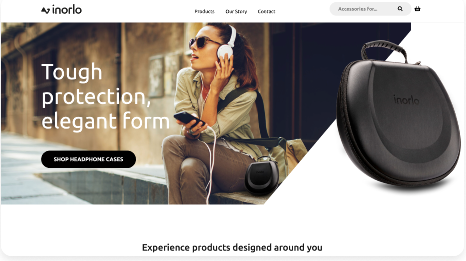 inorlo
Products Our Story Contact
Accessories For...
Tough
protection,
elegant form
inorlo
SHOP HEADPHONE CASES
Experience products designed around you